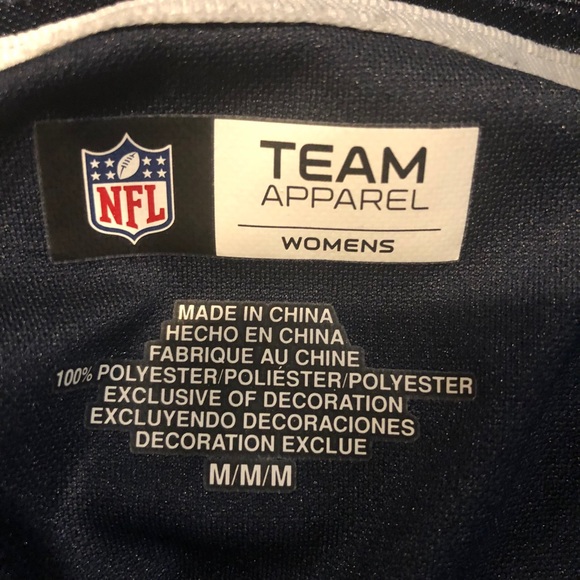 NFL
TEAM
APPAREL
WOMENS
MADE IN CHINA
HECHO EN CHINA
FABRIQUE AU CHINE
100% POLYESTER/POLIÉSTER/POLYESTER
EXCLUSIVE OF DECORATION
EXCLUYENDO DECORACIONES
DECORATION EXCLUE
M/M/M